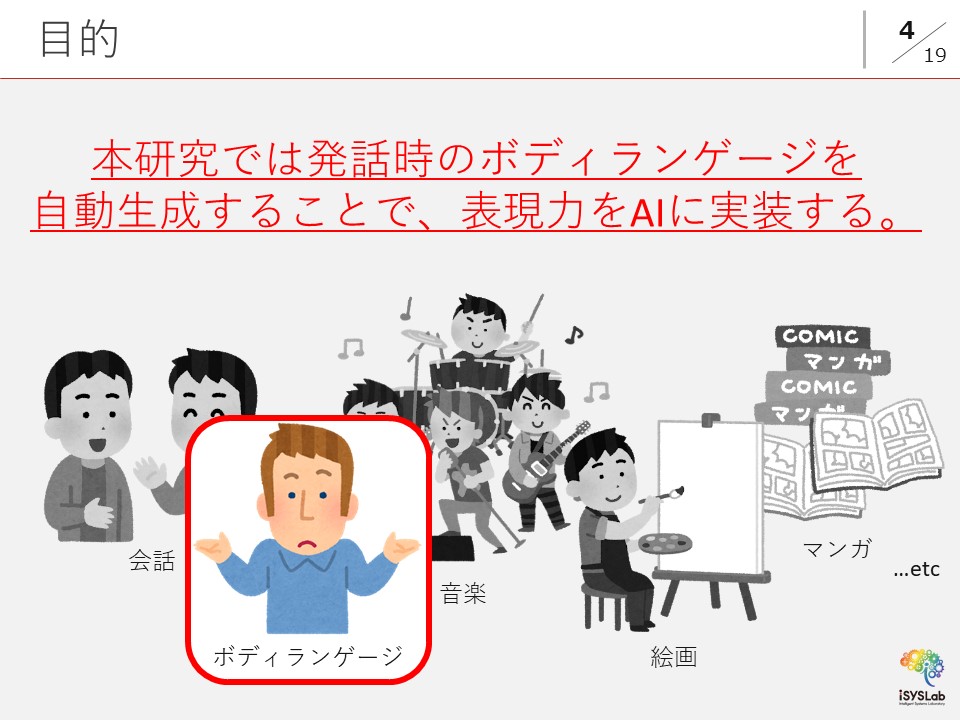 目的
4
19
本研究では発話時のボディランゲージを
自動生成することで、表現力をAIに実装する。
COMIC
マンガ
COMIC
マンガ
会話
ボディランゲージ
音楽
絵画
マンガ
…etc
iSYSLab
Intelligent Systems Laboratory